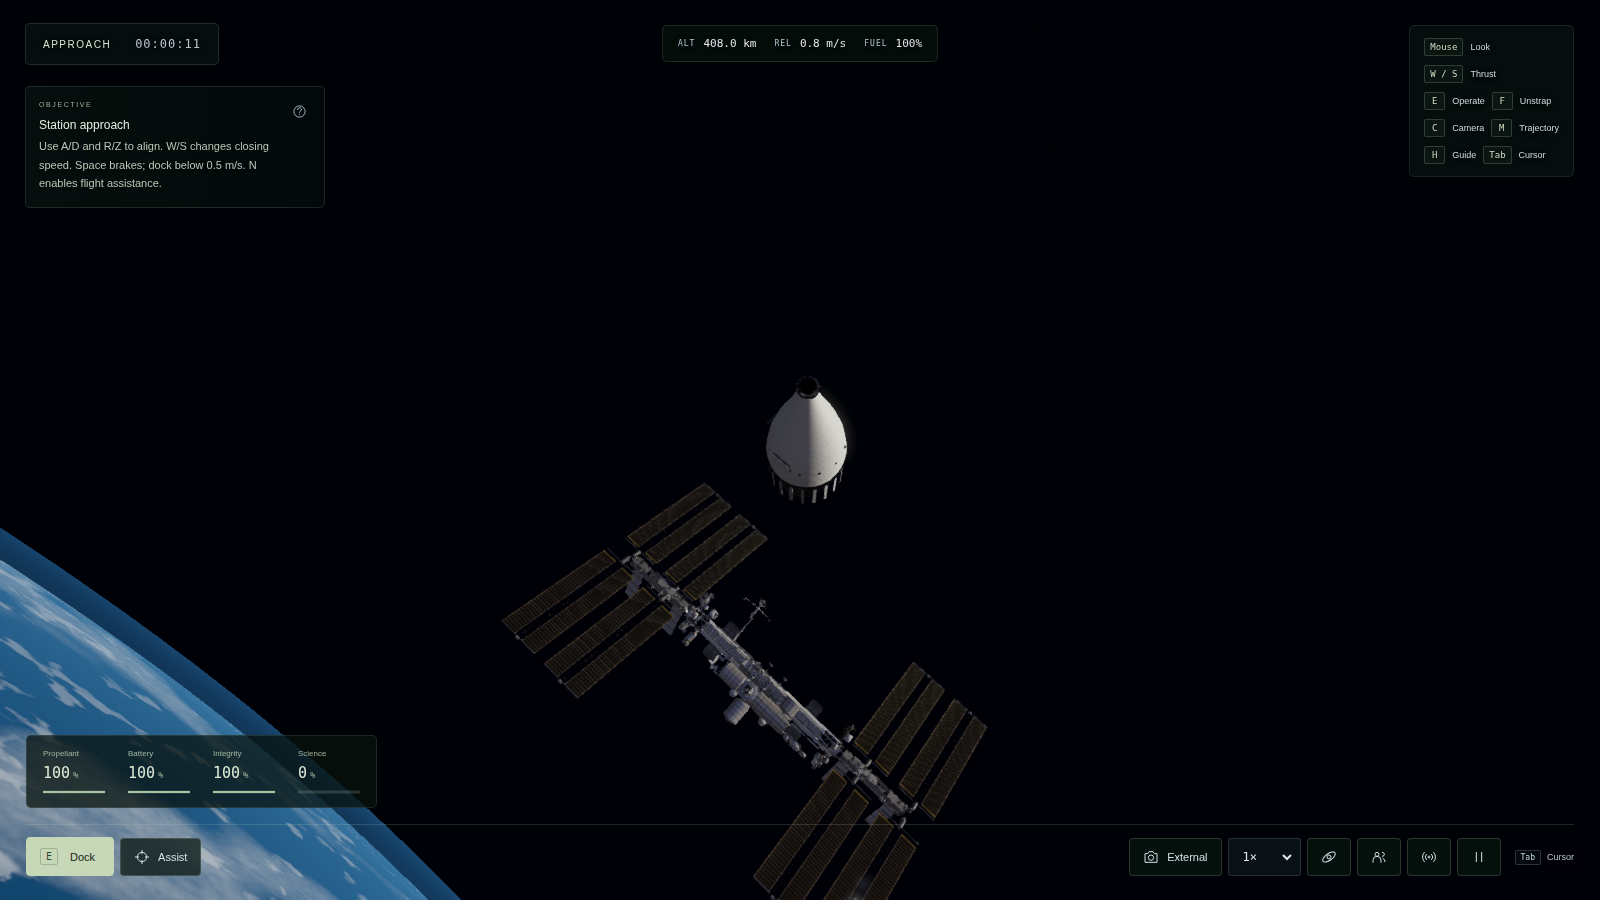 APPROACH 00:00:11
ALT 408.0 km REL 0.8 m/s FUEL 100%
Mouse Look
W / S Thrust
E Operate F Unstrap
C Camera M Trajectory
H Guide Tab Cursor
OBJECTIVE
Station approach
Use A/D and R/Z to align. W/S changes closing
speed. Space brakes; dock below 0.5 m/s. N
enables flight assistance.
Propellant Battery Integrity Science
100 % 100 % 100 % 0 %
E Dock Assist External 1× Tab Cursor